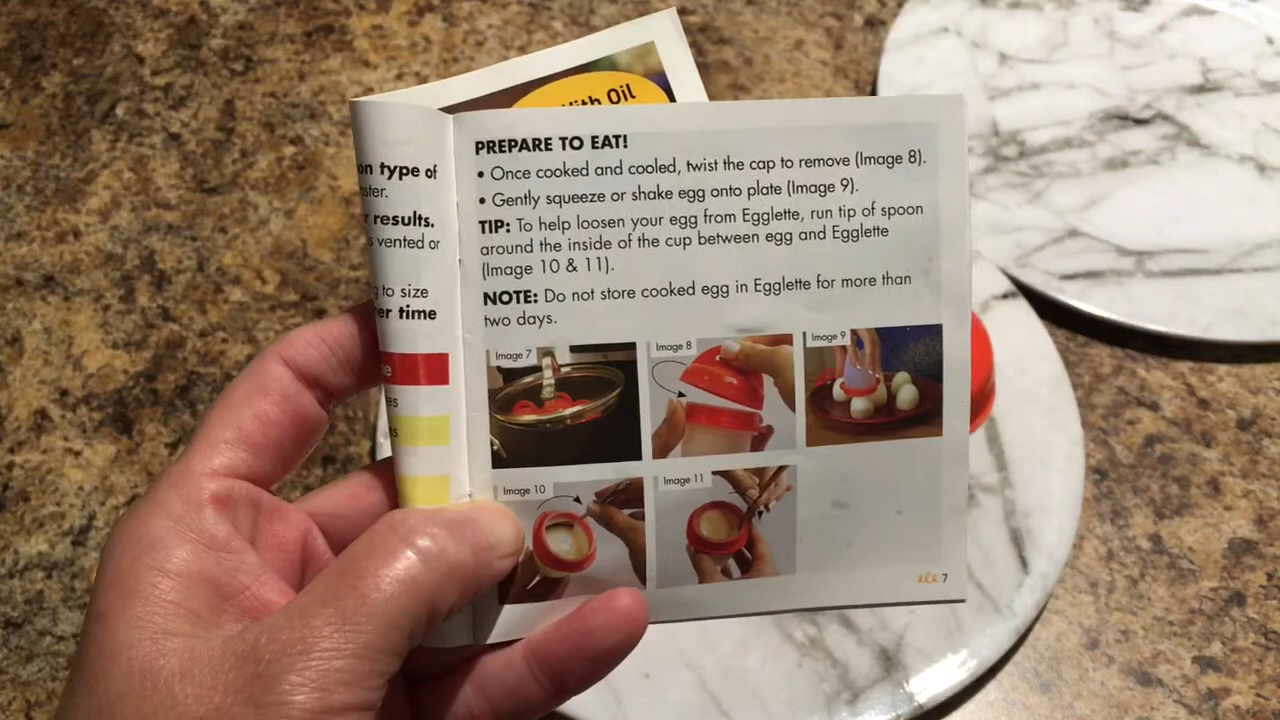 With Oil
on type of
results.
s vented or
g to size
er time
PREPARE TO EAT!
• Once cooked and cooled, twist the cap to remove (Image 8).
• Gently squeeze or shake egg onto plate (Image 9).
TIP: To help loosen your egg from Egglette, run tip of spoon
around the inside of the cup between egg and Egglette
(Image 10 & 11).
NOTE: Do not store cooked egg in Egglette for more than
two days.
Image 7
Image 8
Image 9
Image 10
Image 11
ele 7